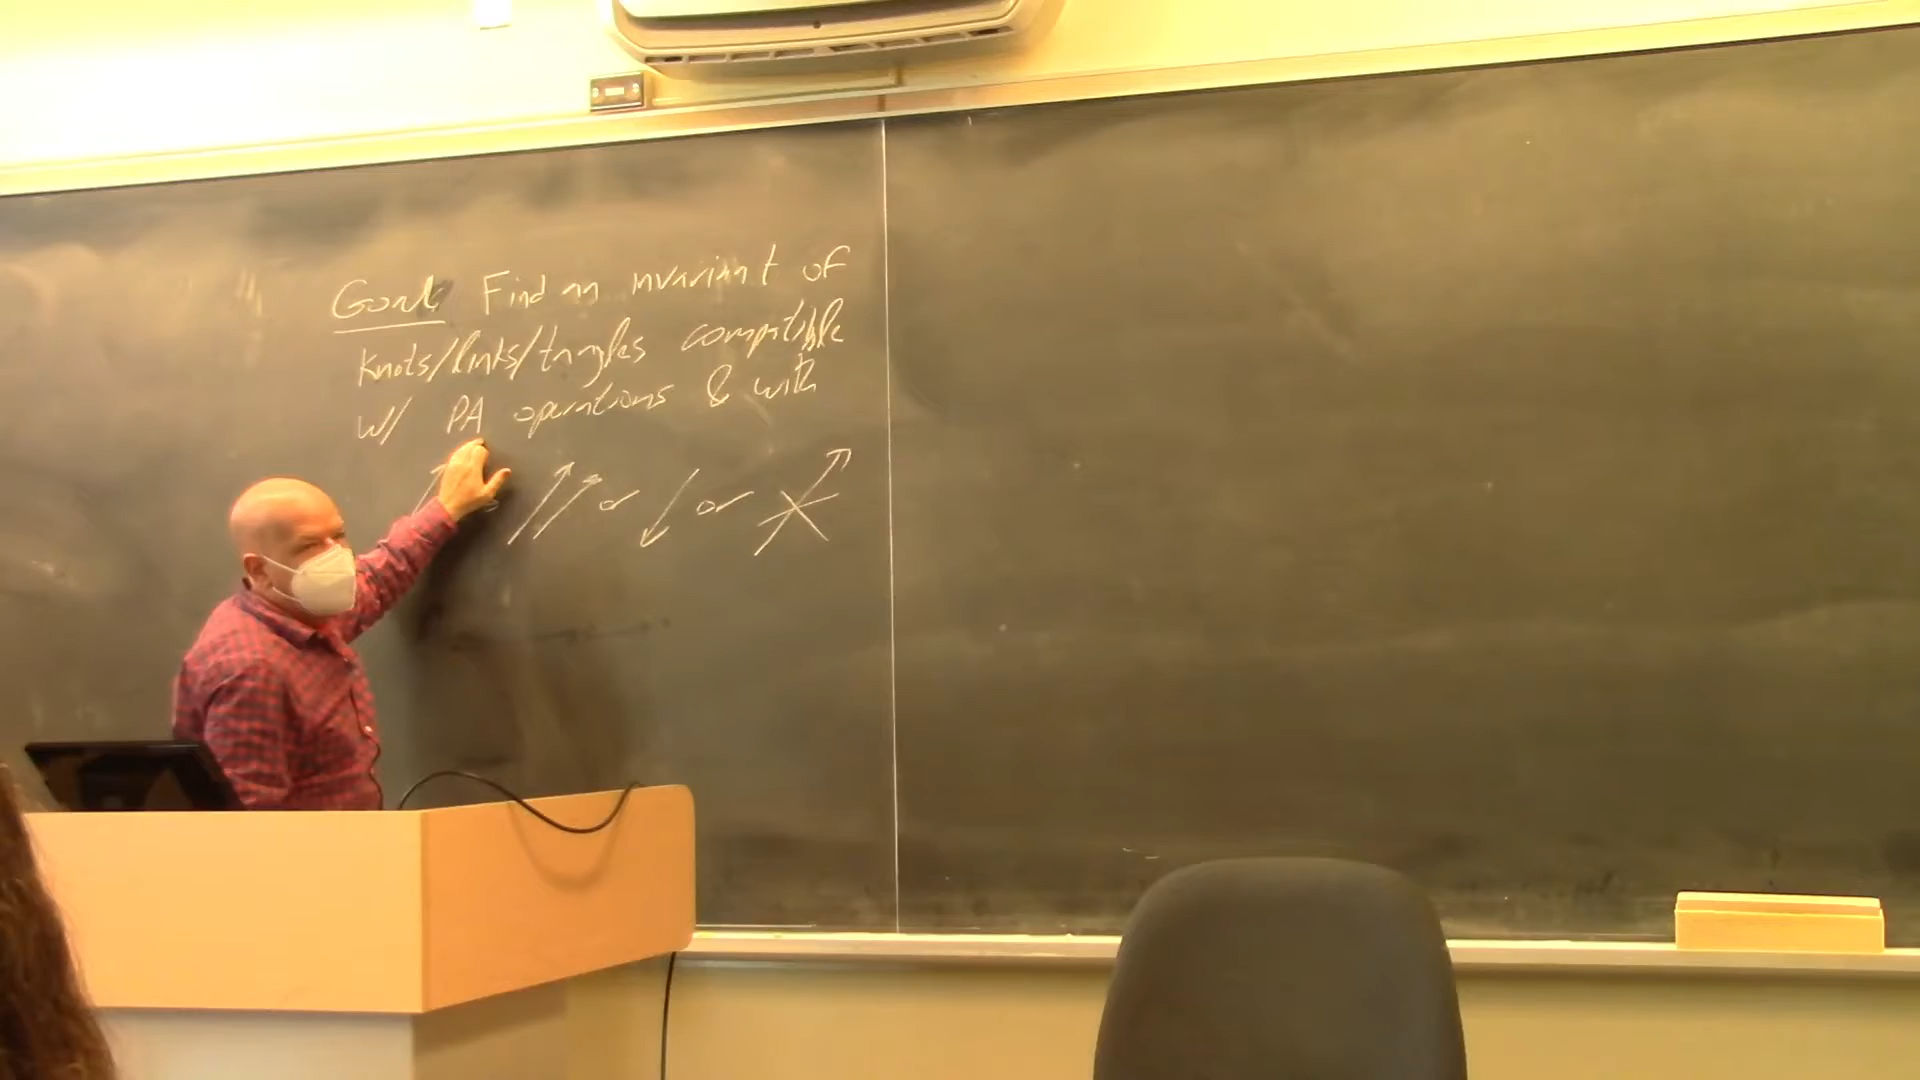 Goal: Find an invariant of
knots/links/tangles compatible
w/ PA operations & with
or or